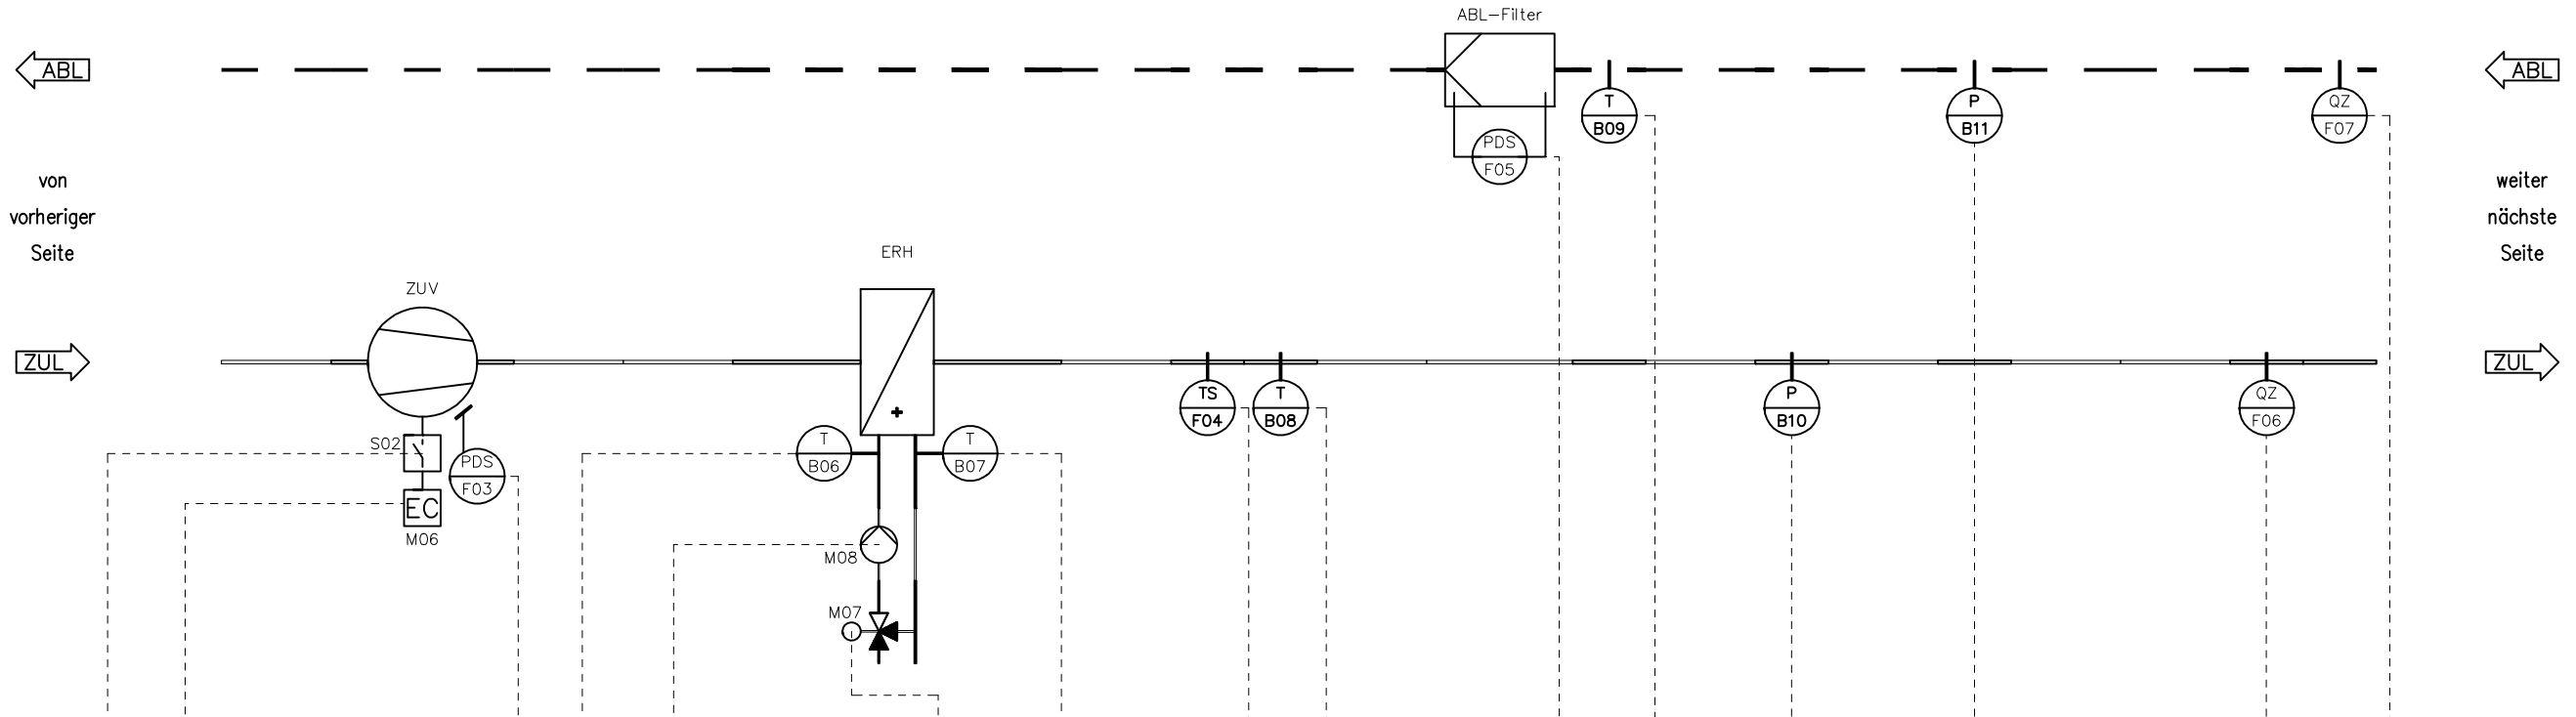 ABL-Filter
ABL
ABL
T
B09
P
B11
QZ
F07
PDS
F05
von
vorheriger
Seite
weiter
nächste
Seite
ERH
ZUV
ZUL
ZUL
TS
F04
T
B08
P
B10
QZ
F06
S02
PDS
F03
EC
M06
T
B06
T
B07
M08
M07